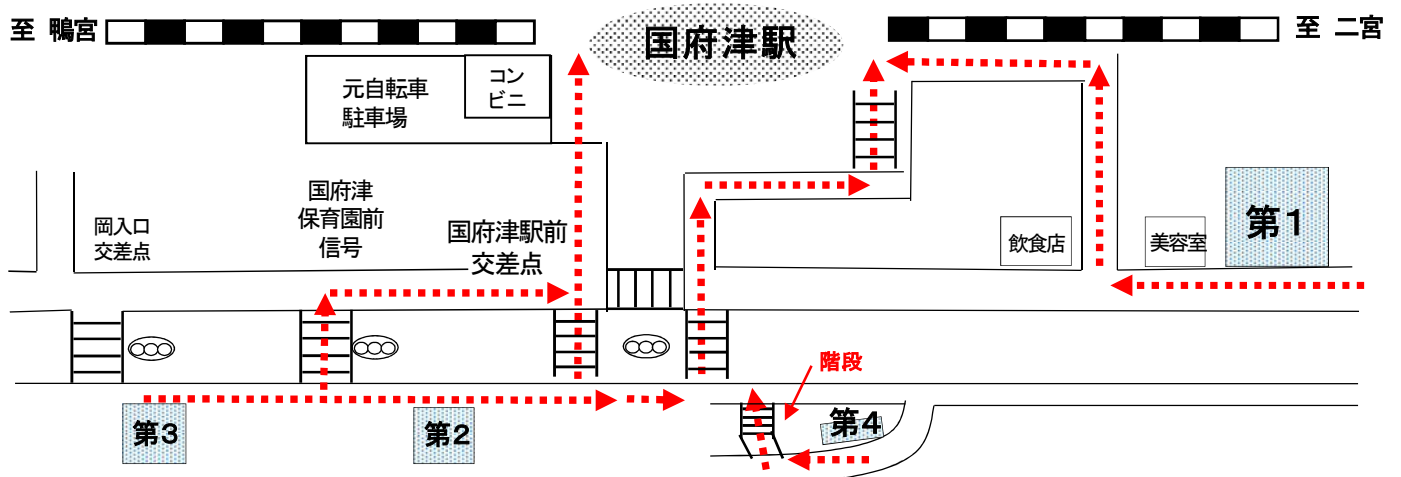 至 鴨宮
国府津駅
至 二宮
コン
ビニ
元自転車
駐車場
国府津
保育園前
信号
岡入口
交差点
国府津駅前
交差点
飲食店
美容室
第1
階段
第3
第2
第4